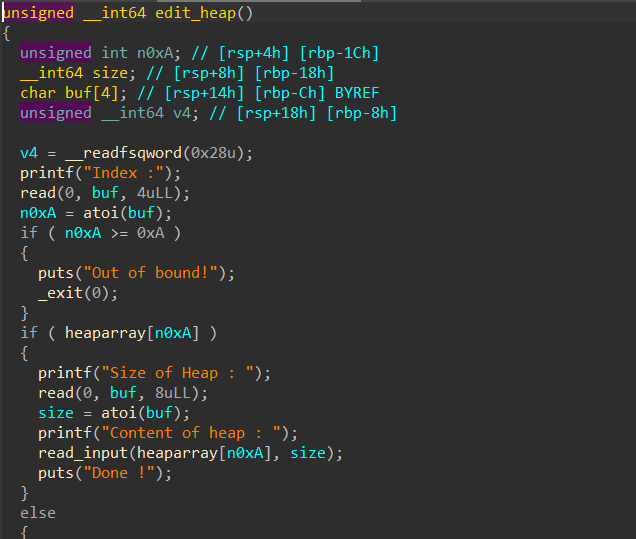 unsigned __int64 edit_heap()
{
  unsigned int n0xA; // [rsp+4h] [rbp-1Ch]
  __int64 size; // [rsp+8h] [rbp-18h]
  char buf[4]; // [rsp+14h] [rbp-Ch] BYREF
  unsigned __int64 v4; // [rsp+18h] [rbp-8h]

  v4 = __readfsqword(0x28u);
  printf("Index :");
  read(0, buf, 4uLL);
  n0xA = atoi(buf);
  if ( n0xA >= 0xA )
  {
    puts("Out of bound!");
    _exit(0);
  }
  if ( heaparray[n0xA] )
  {
    printf("Size of Heap : ");
    read(0, buf, 8uLL);
    size = atoi(buf);
    printf("Content of heap : ");
    read_input(heaparray[n0xA], size);
    puts("Done !");
  }
  else
  {